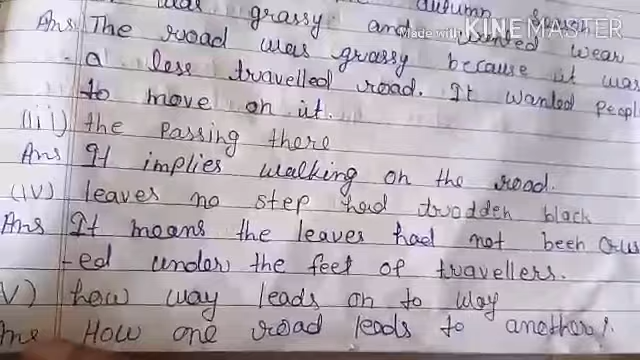 was grassy and wanted wear
Made with KINEMASTER
Ans The road was grassy because it was
a less travelled road. It wanted peopl
to move on it.
(iii) the passing there
Ans It implies walking on the road.
(iv) leaves no step had trodden black
Ans It means the leaves had not been crus
-ed under the feet of travellers.
v) how way leads on to way
Ans How one road leads to another.